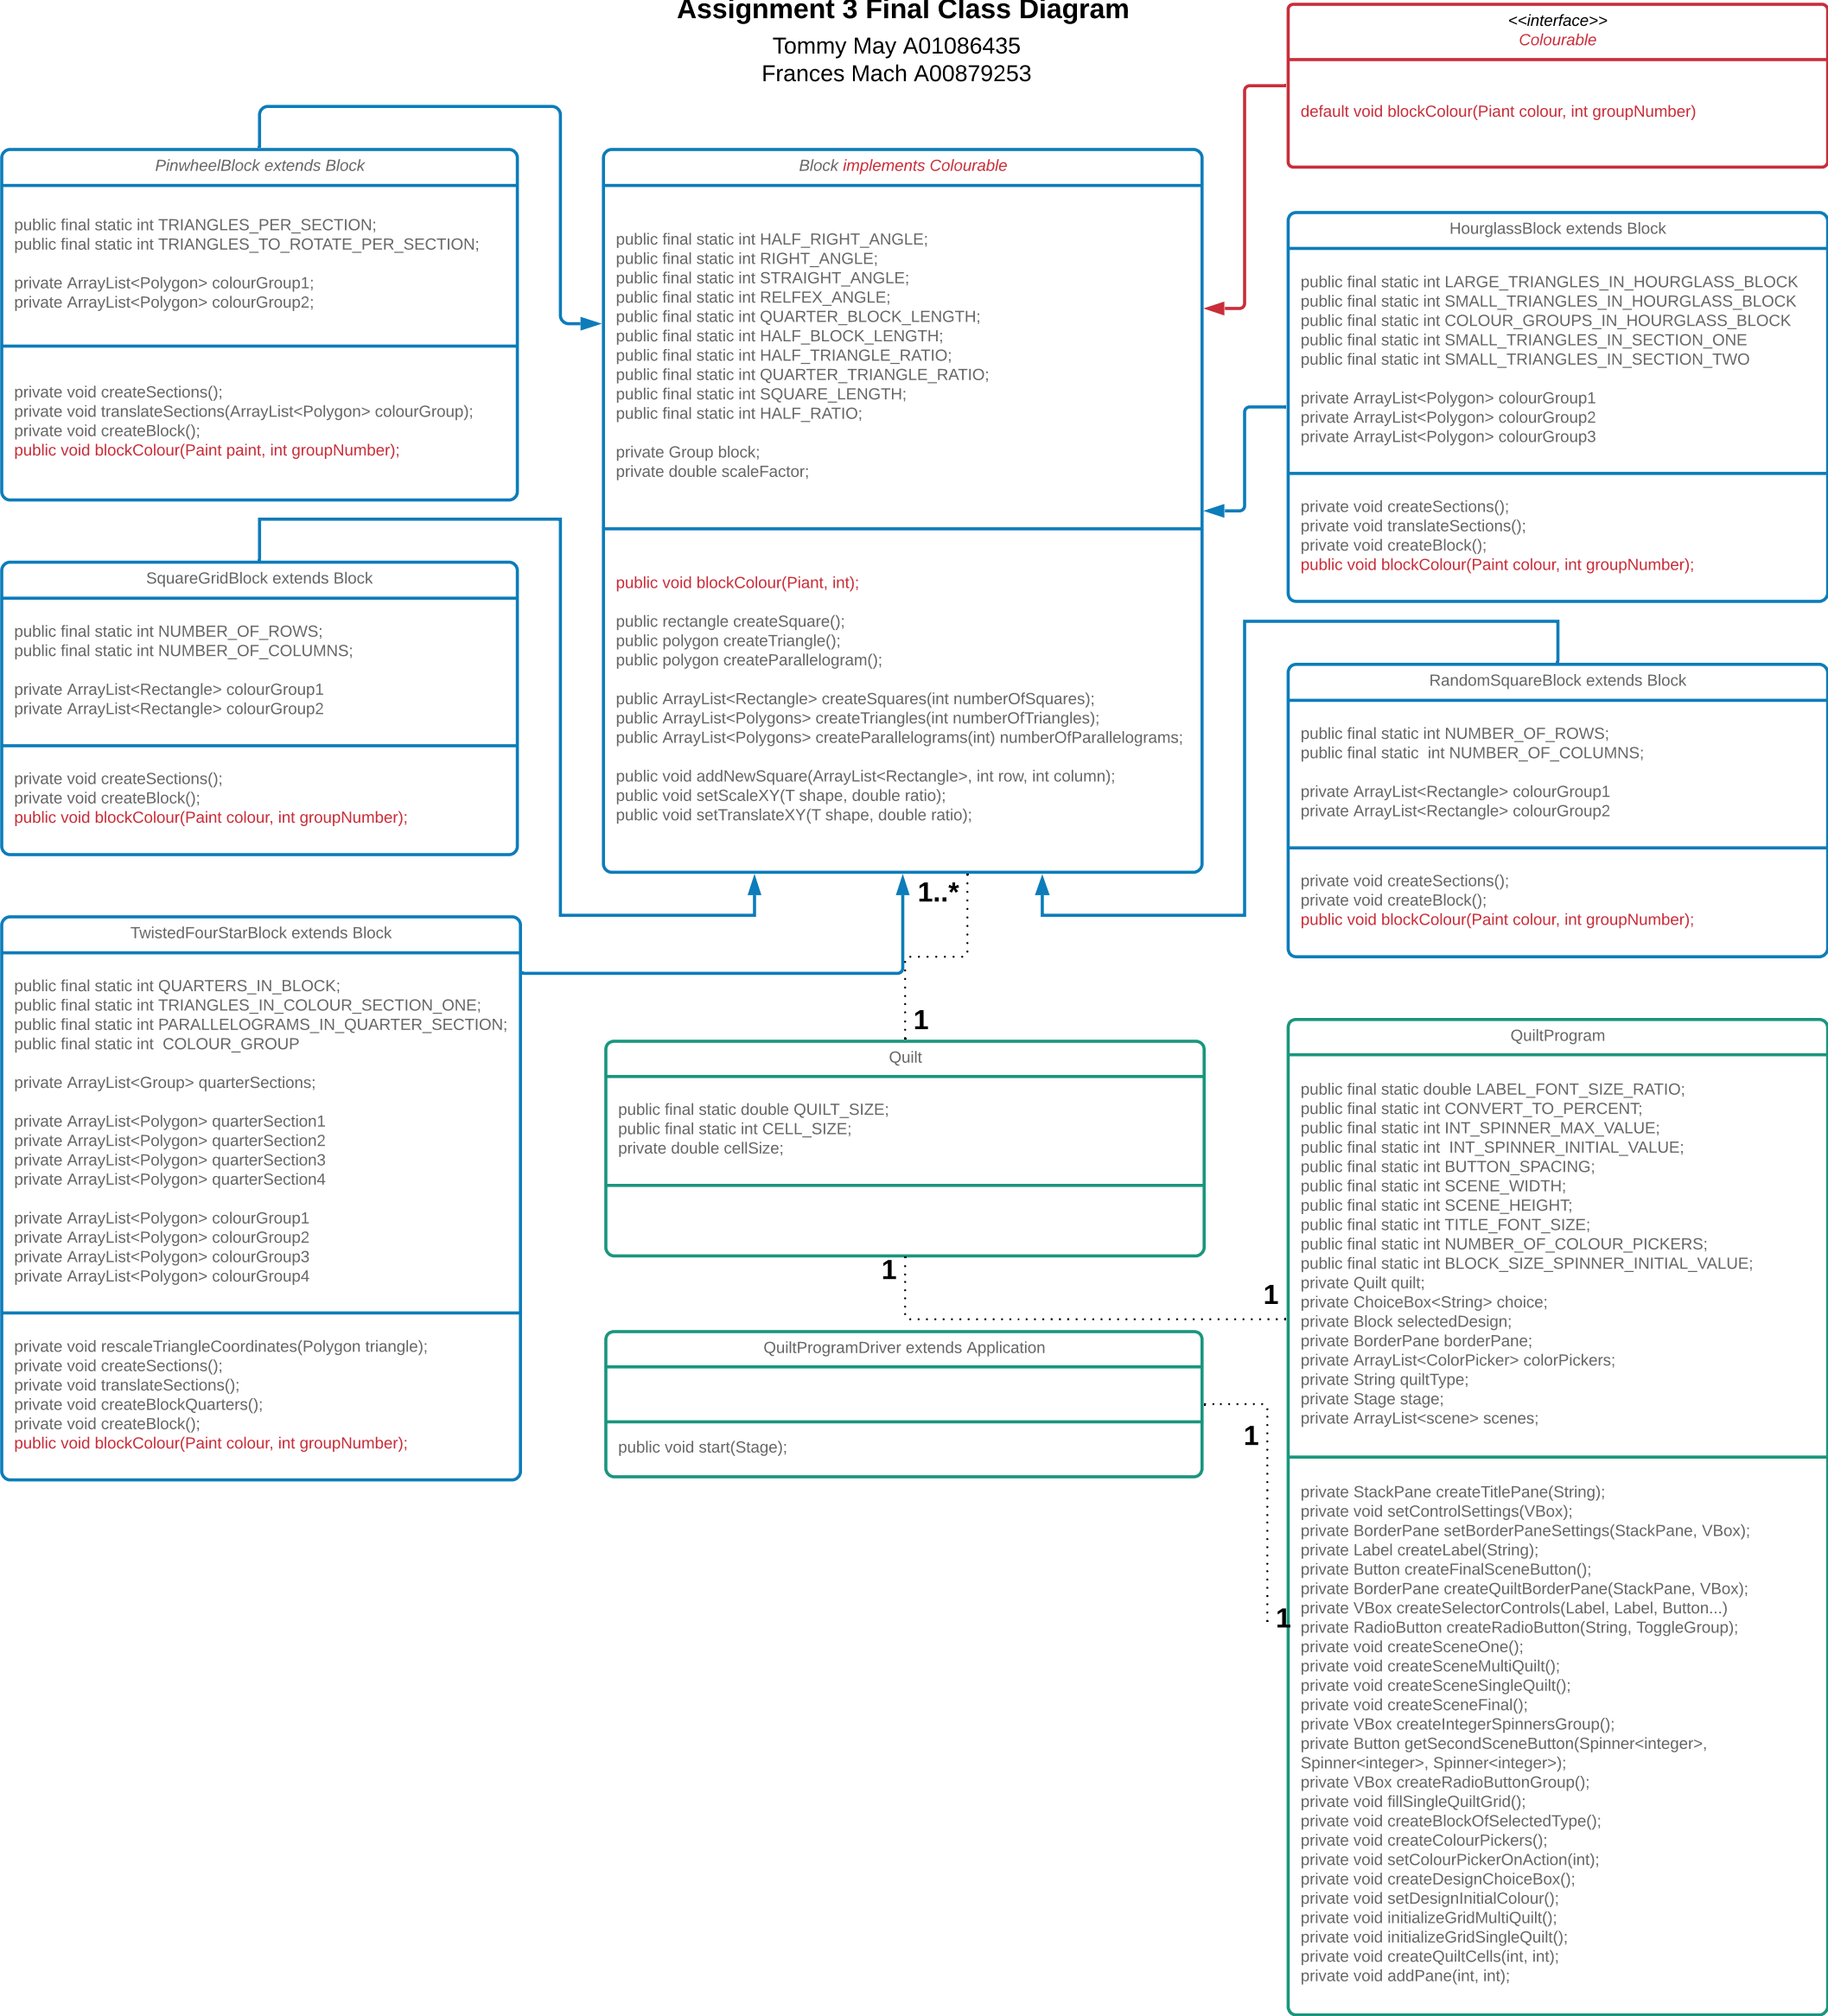 Assignment 3 Final Class Diagram
Tommy May A01086435
Frances Mach A00879253
<<interface>>
Colourable
default void blockColour(Piant colour, int groupNumber)
PinwheelBlock extends Block
public final static int TRIANGLES_PER_SECTION;
public final static int TRIANGLES_TO_ROTATE_PER_SECTION;
private ArrayList<Polygon> colourGroup1;
private ArrayList<Polygon> colourGroup2;
private void createSections();
private void translateSections(ArrayList<Polygon> colourGroup);
private void createBlock();
public void blockColour(Paint paint, int groupNumber);
Block implements Colourable
public final static int HALF_RIGHT_ANGLE;
public final static int RIGHT_ANGLE;
public final static int STRAIGHT_ANGLE;
public final static int RELFEX_ANGLE;
public final static int QUARTER_BLOCK_LENGTH;
public final static int HALF_BLOCK_LENGTH;
public final static int HALF_TRIANGLE_RATIO;
public final static int QUARTER_TRIANGLE_RATIO;
public final static int SQUARE_LENGTH;
public final static int HALF_RATIO;
private Group block;
private double scaleFactor;
public void blockColour(Piant, int);
public rectangle createSquare();
public polygon createTriangle();
public polygon createParallelogram();
public ArrayList<Rectangle> createSquares(int numberOfSquares);
public ArrayList<Polygons> createTriangles(int numberOfTriangles);
public ArrayList<Polygons> createParallelograms(int) numberOfParallelograms;
public void addNewSquare(ArrayList<Rectangle>, int row, int column);
public void setScaleXY(T shape, double ratio);
public void setTranslateXY(T shape, double ratio);
HourglassBlock extends Block
public final static int LARGE_TRIANGLES_IN_HOURGLASS_BLOCK
public final static int SMALL_TRIANGLES_IN_HOURGLASS_BLOCK
public final static int COLOUR_GROUPS_IN_HOURGLASS_BLOCK
public final static int SMALL_TRIANGLES_IN_SECTION_ONE
public final static int SMALL_TRIANGLES_IN_SECTION_TWO
private ArrayList<Polygon> colourGroup1
private ArrayList<Polygon> colourGroup2
private ArrayList<Polygon> colourGroup3
private void createSections();
private void translateSections();
private void createBlock();
public void blockColour(Paint colour, int groupNumber);
SquareGridBlock extends Block
public final static int NUMBER_OF_ROWS;
public final static int NUMBER_OF_COLUMNS;
private ArrayList<Rectangle> colourGroup1
private ArrayList<Rectangle> colourGroup2
private void createSections();
private void createBlock();
public void blockColour(Paint colour, int groupNumber);
RandomSquareBlock extends Block
public final static int NUMBER_OF_ROWS;
public final static  int NUMBER_OF_COLUMNS;
private ArrayList<Rectangle> colourGroup1
private ArrayList<Rectangle> colourGroup2
private void createSections();
private void createBlock();
public void blockColour(Paint colour, int groupNumber);
TwistedFourStarBlock extends Block
public final static int QUARTERS_IN_BLOCK;
public final static int TRIANGLES_IN_COLOUR_SECTION_ONE;
public final static int PARALLELOGRAMS_IN_QUARTER_SECTION;
public final static int  COLOUR_GROUP
private ArrayList<Group> quarterSections;
private ArrayList<Polygon> quarterSection1
private ArrayList<Polygon> quarterSection2
private ArrayList<Polygon> quarterSection3
private ArrayList<Polygon> quarterSection4
private ArrayList<Polygon> colourGroup1
private ArrayList<Polygon> colourGroup2
private ArrayList<Polygon> colourGroup3
private ArrayList<Polygon> colourGroup4
private void rescaleTriangleCoordinates(Polygon triangle);
private void createSections();
private void translateSections();
private void createBlockQuarters();
private void createBlock();
public void blockColour(Paint colour, int groupNumber);
1..*
1
Quilt
public final static double QUILT_SIZE;
public final static int CELL_SIZE;
private double cellSize;
1
1
QuiltProgramDriver extends Application
public void start(Stage);
1
1
QuiltProgram
public final static double LABEL_FONT_SIZE_RATIO;
public final static int CONVERT_TO_PERCENT;
public final static int INT_SPINNER_MAX_VALUE;
public final static int  INT_SPINNER_INITIAL_VALUE;
public final static int BUTTON_SPACING;
public final static int SCENE_WIDTH;
public final static int SCENE_HEIGHT;
public final static int TITLE_FONT_SIZE;
public final static int NUMBER_OF_COLOUR_PICKERS;
public final static int BLOCK_SIZE_SPINNER_INITIAL_VALUE;
private Quilt quilt;
private ChoiceBox<String> choice;
private Block selectedDesign;
private BorderPane borderPane;
private ArrayList<ColorPicker> colorPickers;
private String quiltType;
private Stage stage;
private ArrayList<scene> scenes;
private StackPane createTitlePane(String);
private void setControlSettings(VBox);
private BorderPane setBorderPaneSettings(StackPane, VBox);
private Label createLabel(String);
private Button createFinalSceneButton();
private BorderPane createQuiltBorderPane(StackPane, VBox);
private VBox createSelectorControls(Label, Label, Button...)
private RadioButton createRadioButton(String, ToggleGroup);
private void createSceneOne();
private void createSceneMultiQuilt();
private void createSceneSingleQuilt();
private void createSceneFinal();
private VBox createIntegerSpinnersGroup();
private Button getSecondSceneButton(Spinner<integer>,
Spinner<integer>, Spinner<integer>);
private VBox createRadioButtonGroup();
private void fillSingleQuiltGrid();
private void createBlockOfSelectedType();
private void createColourPickers();
private void setColourPickerOnAction(int);
private void createDesignChoiceBox();
private void setDesignInitialColour();
private void initializeGridMultiQuilt();
private void initializeGridSingleQuilt();
private void createQuiltCells(int, int);
private void addPane(int, int);